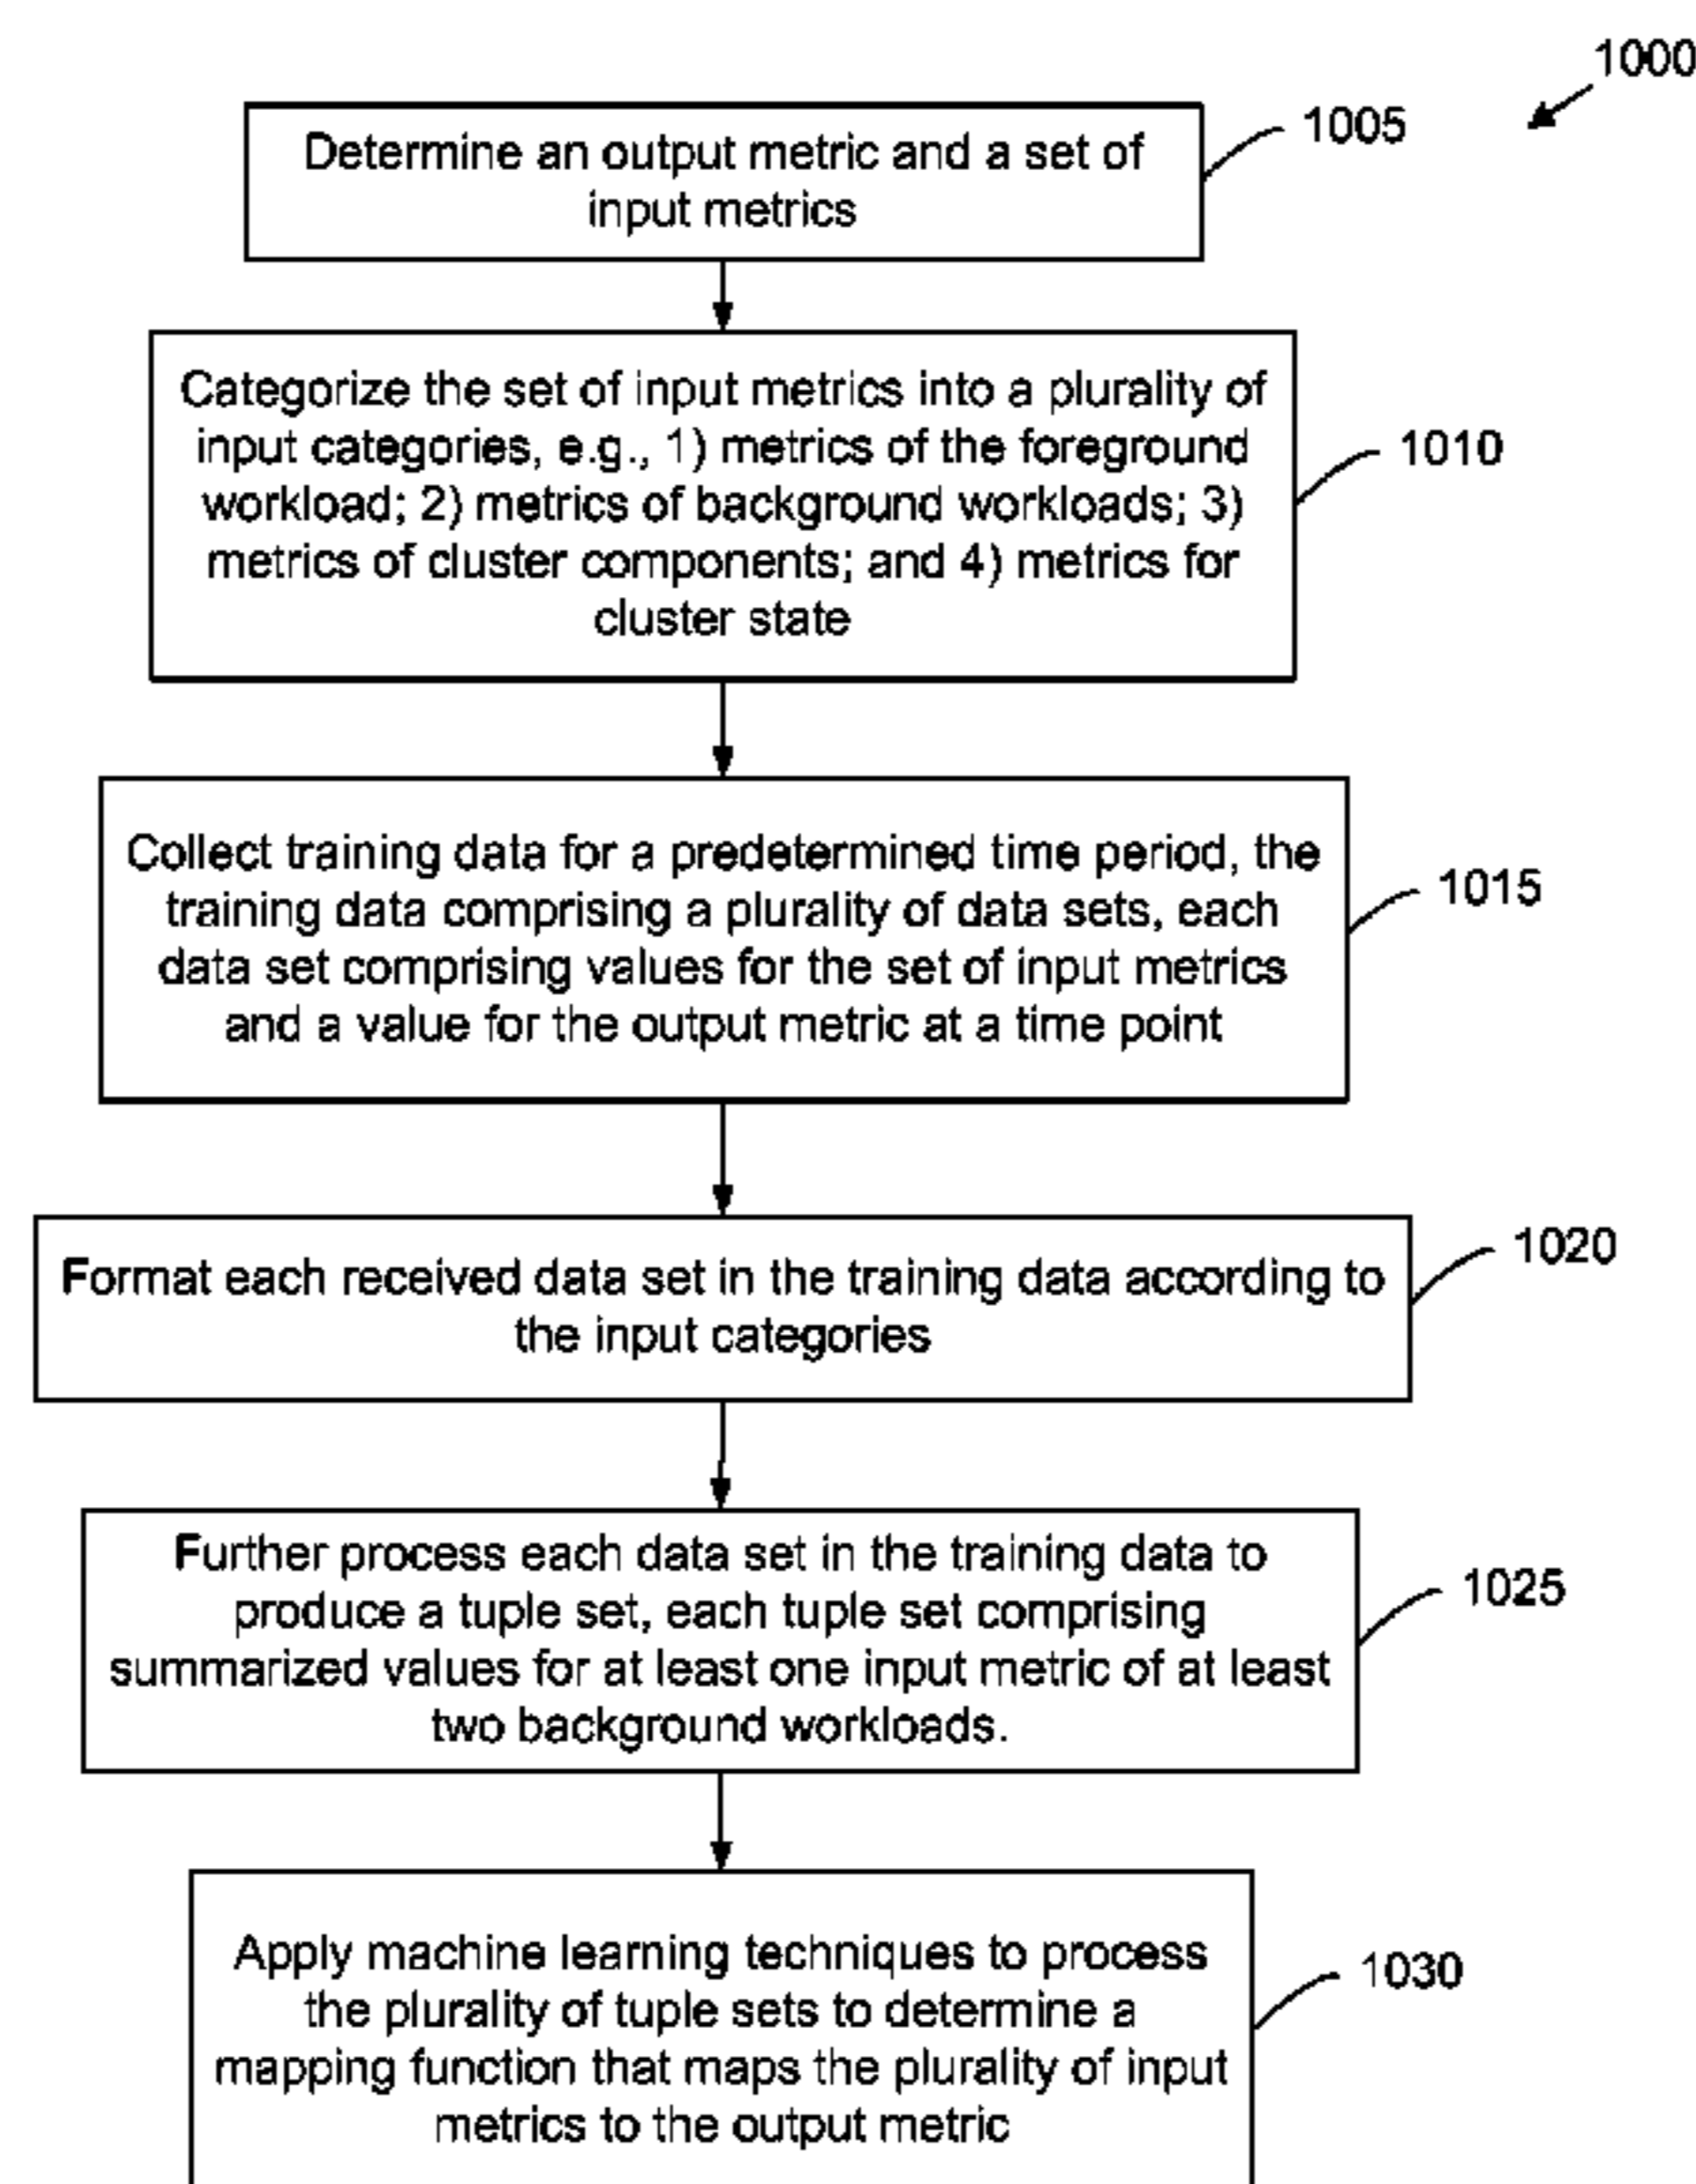 1000
Determine an output metric and a set of
input metrics
1005
Categorize the set of input metrics into a plurality of
input categories, e.g., 1) metrics of the foreground
workload; 2) metrics of background workloads; 3)
metrics of cluster components; and 4) metrics for
cluster state
1010
Collect training data for a predetermined time period, the
training data comprising a plurality of data sets, each
data set comprising values for the set of input metrics
and a value for the output metric at a time point
1015
Format each received data set in the training data according to
the input categories
1020
Further process each data set in the training data to
produce a tuple set, each tuple set comprising
summarized values for at least one input metric of at least
two background workloads.
1025
Apply machine learning techniques to process
the plurality of tuple sets to determine a
mapping function that maps the plurality of input
metrics to the output metric
1030